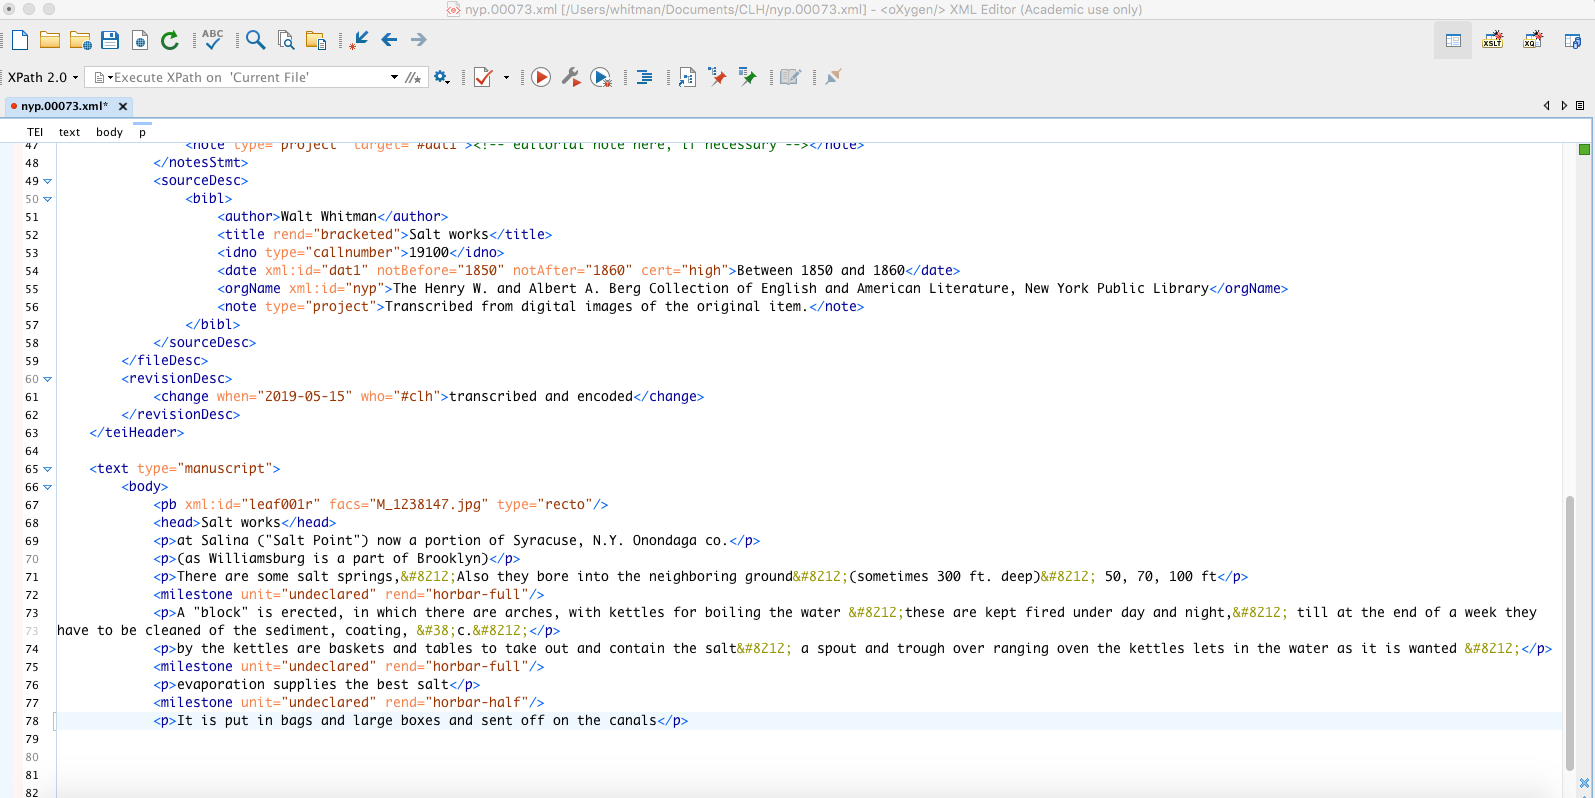 nyp.00073.xml [/Users/whitman/Documents/CLH/nyp.00073.xml] - <oXygen/> XML Editor (Academic use only)
ABC
XSLT
XQ
XPath 2.0
Execute XPath on 'Current File'
nyp.00073.xml*
TEI text body p
47 <note type="project" target="#dat1"><!-- editorial note here, if necessary --></note>
48 </notesStmt>
49 <sourceDesc>
50 <bibl>
51 <author>Walt Whitman</author>
52 <title rend="bracketed">Salt works</title>
53 <idno type="callnumber">19100</idno>
54 <date xml:id="dat1" notBefore="1850" notAfter="1860" cert="high">Between 1850 and 1860</date>
55 <orgName xml:id="nyp">The Henry W. and Albert A. Berg Collection of English and American Literature, New York Public Library</orgName>
56 <note type="project">Transcribed from digital images of the original item.</note>
57 </bibl>
58 </sourceDesc>
59 </fileDesc>
60 <revisionDesc>
61 <change when="2019-05-15" who="#clh">transcribed and encoded</change>
62 </revisionDesc>
63 </teiHeader>
64
65 <text type="manuscript">
66 <body>
67 <pb xml:id="leaf001r" facs="M_1238147.jpg" type="recto"/>
68 <head>Salt works</head>
69 <p>at Salina ("Salt Point") now a portion of Syracuse, N.Y. Onondaga co.</p>
70 <p>(as Williamsburg is a part of Brooklyn)</p>
71 <p>There are some salt springs,&#8212;Also they bore into the neighboring ground&#8212;(sometimes 300 ft. deep)&#8212; 50, 70, 100 ft</p>
72 <milestone unit="undeclared" rend="horbar-full"/>
73 <p>A "block" is erected, in which there are arches, with kettles for boiling the water &#8212;these are kept fired under day and night,&#8212; till at the end of a week they
73 have to be cleaned of the sediment, coating, &#38;c.&#8212;</p>
74 <p>by the kettles are baskets and tables to take out and contain the salt&#8212; a spout and trough over ranging oven the kettles lets in the water as it is wanted &#8212;</p>
75 <milestone unit="undeclared" rend="horbar-full"/>
76 <p>evaporation supplies the best salt</p>
77 <milestone unit="undeclared" rend="horbar-half"/>
78 <p>It is put in bags and large boxes and sent off on the canals</p>
79
80
81
82